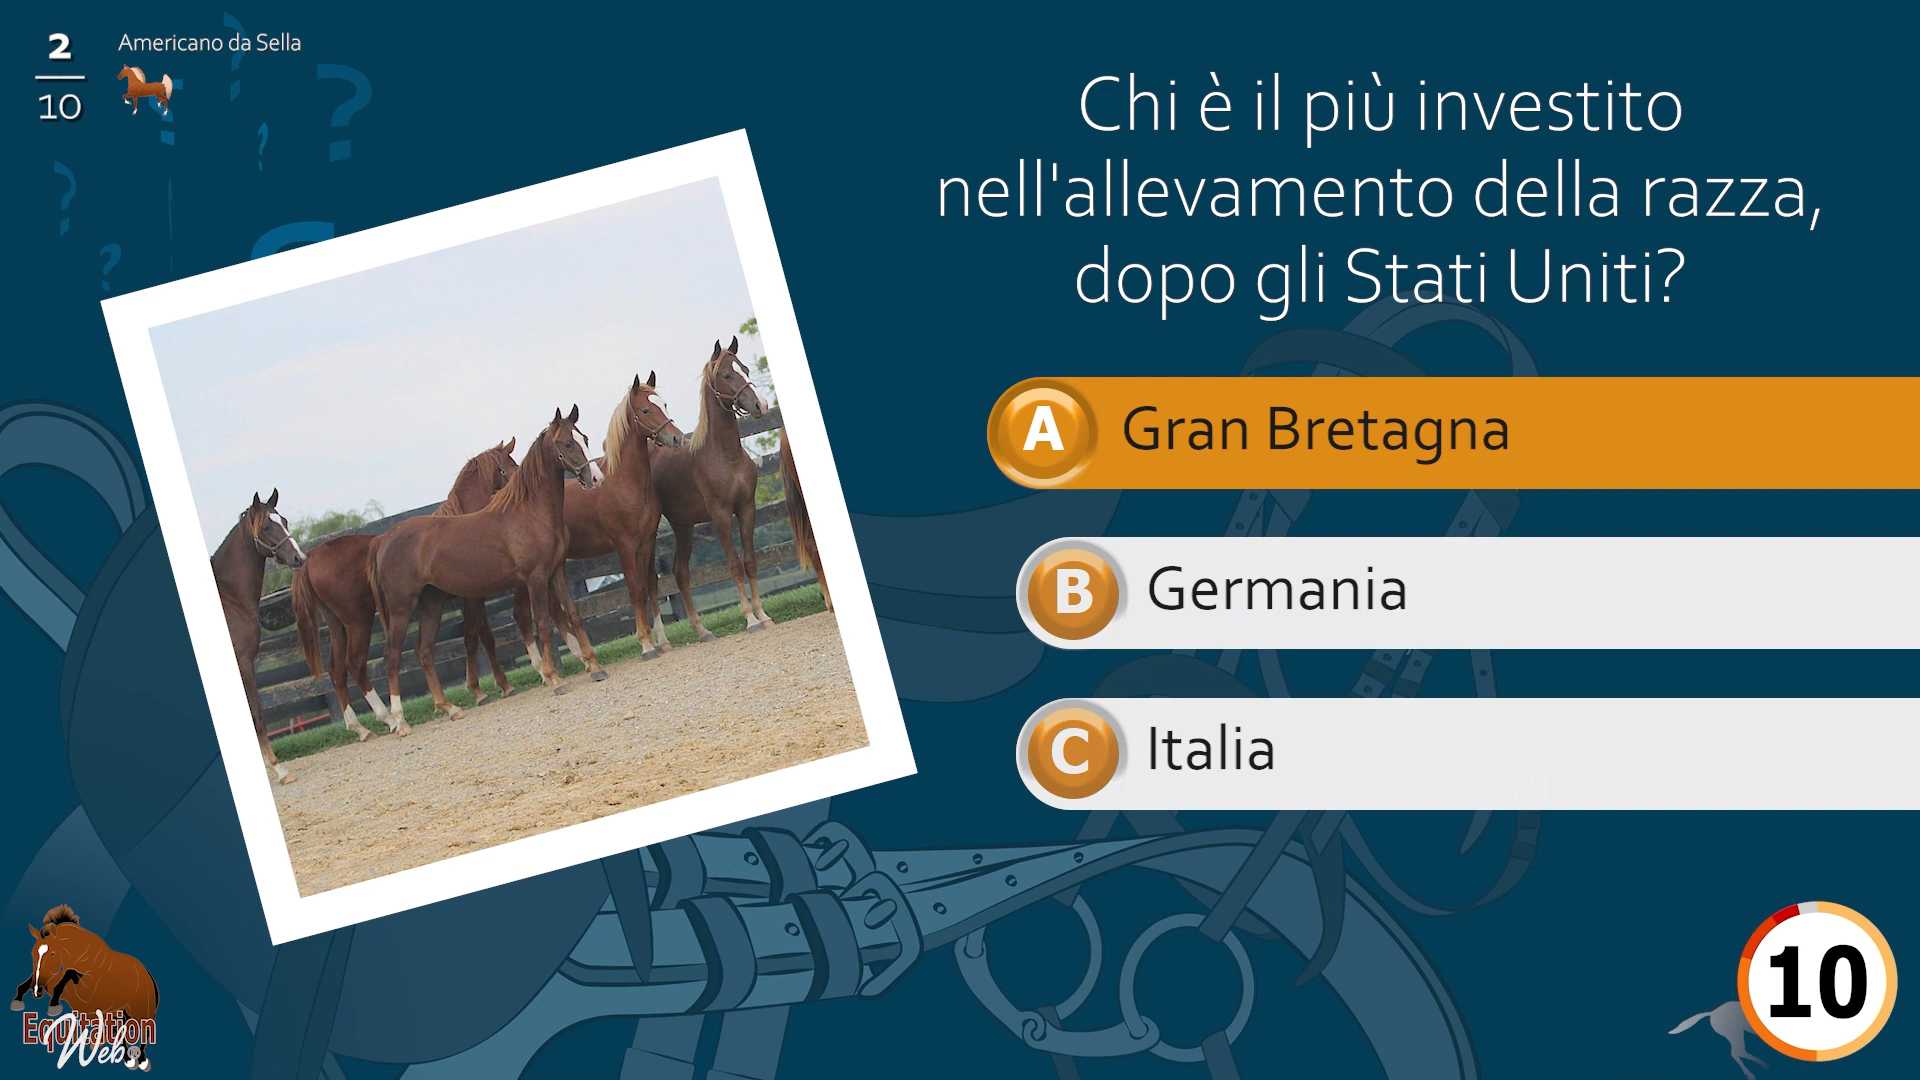 2
10
Americano da Sella
Chi è il più investito
nell'allevamento della razza,
dopo gli Stati Uniti?
A Gran Bretagna
B Germania
C Italia
Equitation
Web®
10